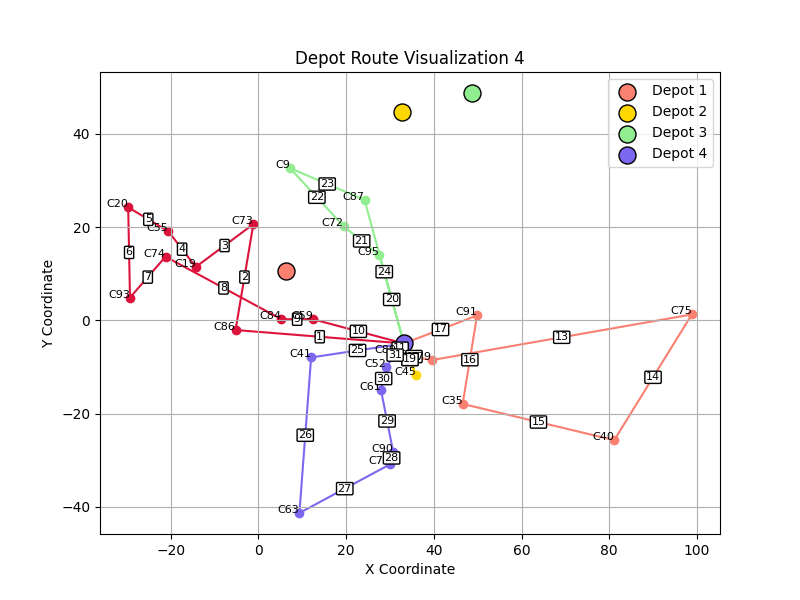 Depot Route Visualization 4
Depot 1
Depot 2
Depot 3
Depot 4
Y Coordinate
40
20
0
−20
−40
C9
23
22
C87
C20
5
C55
C73
C72
21
3
4
C95
6
C74
C19
24
7
2
8
20
C93
C91
C75
C84
9
C59
C86
10
17
1
13
25
C41
31
19
16
C52
C45
14
30
C61
C35
29
15
26
C40
C90
28
27
C63
−20
0
20
40
60
80
100
X Coordinate